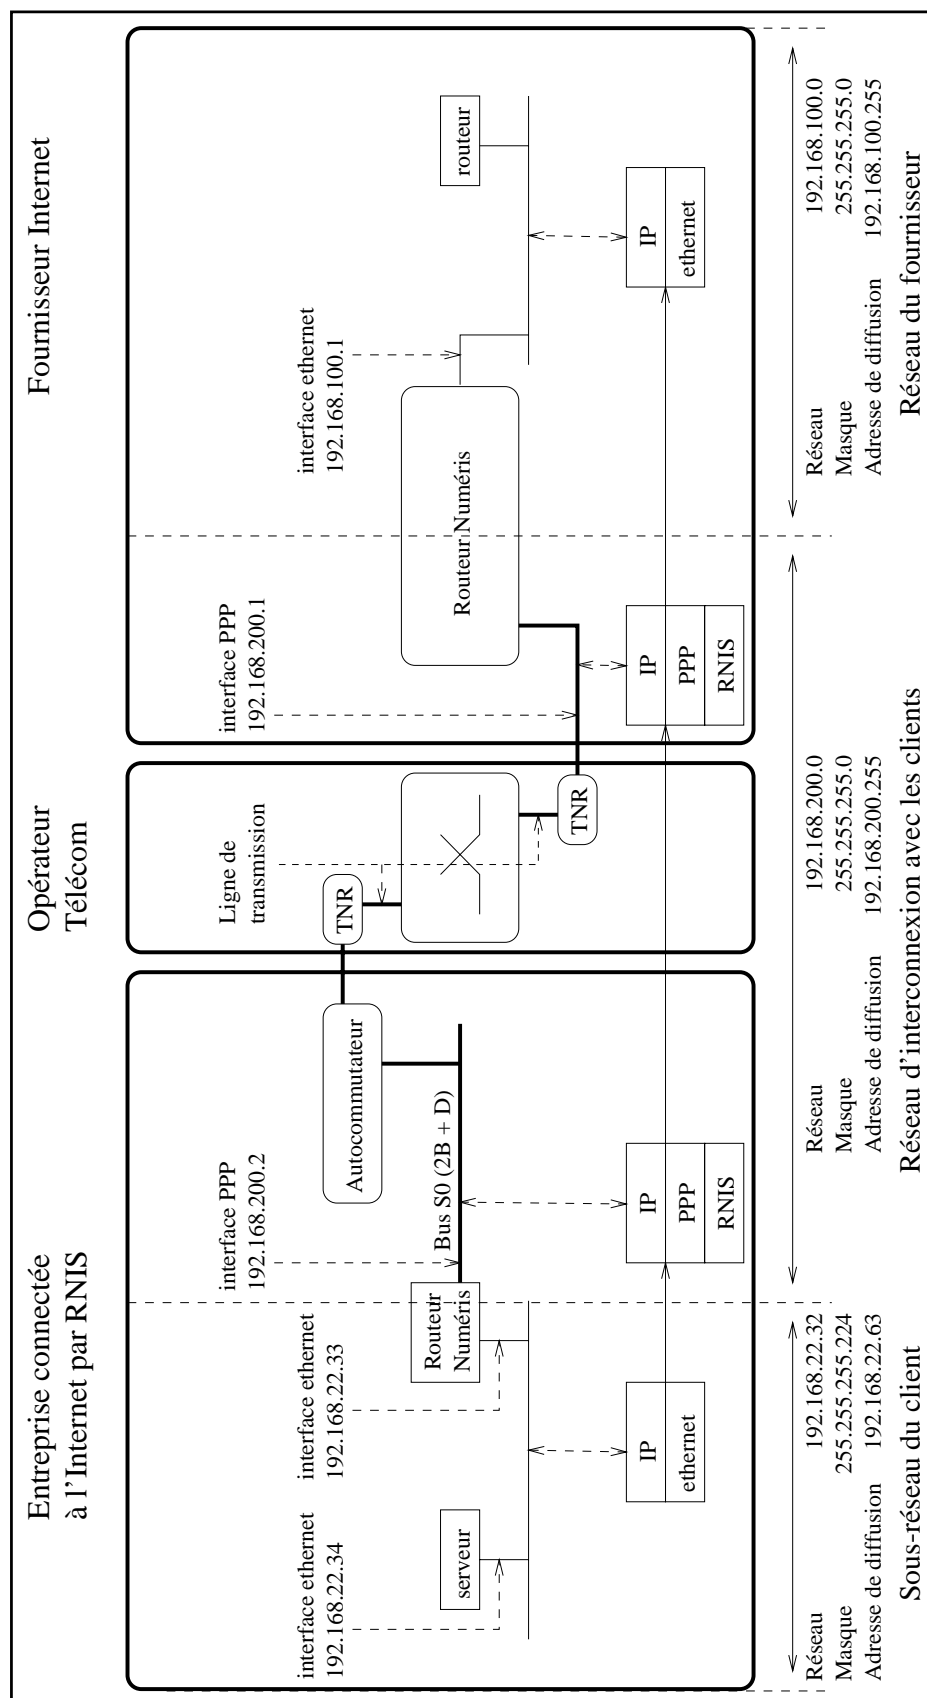 Entreprise connectée
à l'Internet par RNIS
Opérateur
Télécom
Fournisseur Internet
interface ethernet
192.168.22.34
interface ethernet
192.168.22.33
interface PPP
192.168.200.2
Ligne de
transmission
interface PPP
192.168.200.1
interface ethernet
192.168.100.1
serveur
Routeur
Numéris
Bus S0 (2B + D)
Autocommutateur
TNR
TNR
Routeur Numéris
routeur
IP
ethernet
IP
PPP
RNIS
IP
PPP
RNIS
IP
ethernet
Réseau 192.168.22.32
Masque 255.255.255.224
Adresse de diffusion 192.168.22.63
Sous-réseau du client
Réseau 192.168.200.0
Masque 255.255.255.0
Adresse de diffusion 192.168.200.255
Réseau d'interconnexion avec les clients
Réseau 192.168.100.0
Masque 255.255.255.0
Adresse de diffusion 192.168.100.255
Réseau du fournisseur